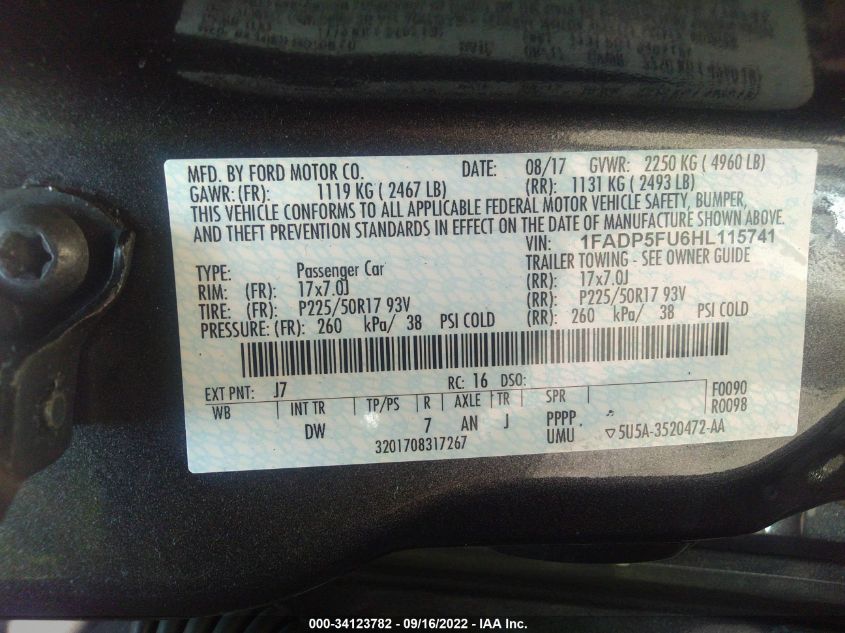 MFD. BY FORD MOTOR CO. DATE: 08/17 GVWR: 2250 KG ( 4960 LB)
GAWR: (FR): 1119 KG ( 2467 LB) (RR): 1131 KG ( 2493 LB)
THIS VEHICLE CONFORMS TO ALL APPLICABLE FEDERAL MOTOR VEHICLE SAFETY, BUMPER,
AND THEFT PREVENTION STANDARDS IN EFFECT ON THE DATE OF MANUFACTURE SHOWN ABOVE.
VIN: 1FADP5FU6HL115741
TYPE: Passenger Car TRAILER TOWING - SEE OWNER GUIDE
RIM: (FR): 17x7.0J (RR): 17x7.0J
TIRE: (FR): P225/50R17 93V (RR): P225/50R17 93V
PRESSURE: (FR): 260 kPa/ 38 PSI COLD (RR): 260 kPa/ 38 PSI COLD
EXT PNT: J7 RC: 16 DSO:
WB INT TR TP/PS R AXLE TR SPR F0090
DW 7 AN J PPPP R0098
UMU 5U5A-3520472-AA
3201708317267
000-34123782 - 09/16/2022 - IAA Inc.